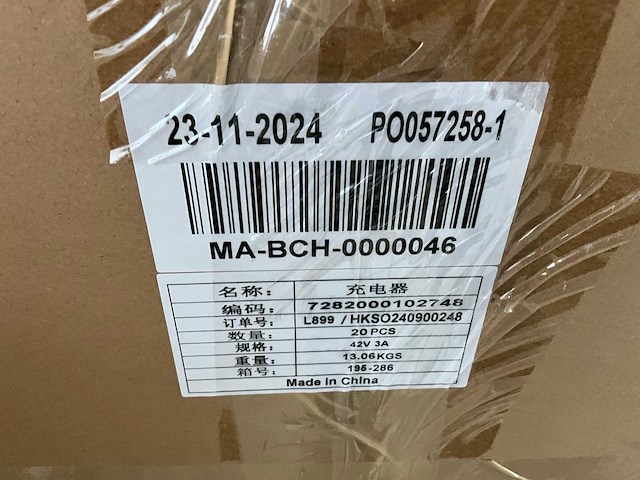 23-11-2024 PO057258-1
MA-BCH-0000046
名称: 充电器
编码: 7282000102748
订单号: L899 /HKSO240900248
数量: 20PCS
规格: 42V 3A
重量: 13.06KGS
箱号: 195-286
Made in China